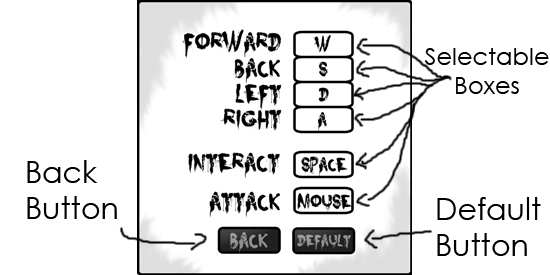 FORWARD W
BACK S
LEFT D
RIGHT A
INTERACT SPACE
ATTACK MOUSE
BACK DEFAULT
Selectable
Boxes
Back
Button
Default
Button